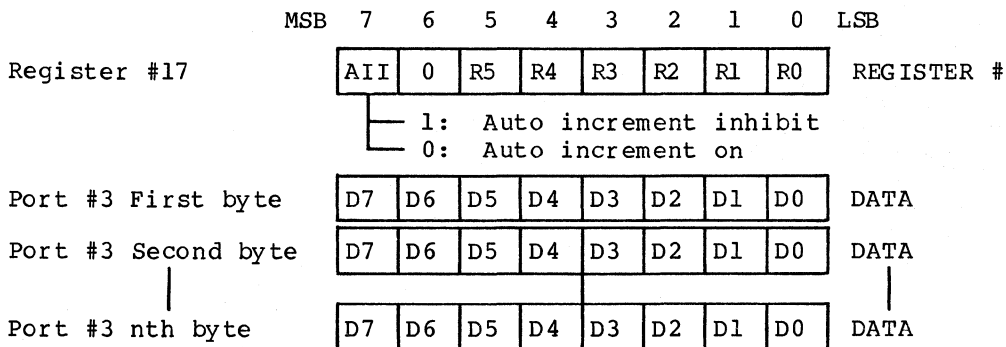 MSB 7 6 5 4 3 2 1 0 LSB
Register #17 AII 0 R5 R4 R3 R2 R1 R0 REGISTER #
1: Auto increment inhibit
0: Auto increment on
Port #3 First byte D7 D6 D5 D4 D3 D2 D1 D0 DATA
Port #3 Second byte D7 D6 D5 D4 D3 D2 D1 D0 DATA
Port #3 nth byte D7 D6 D5 D4 D3 D2 D1 D0 DATA